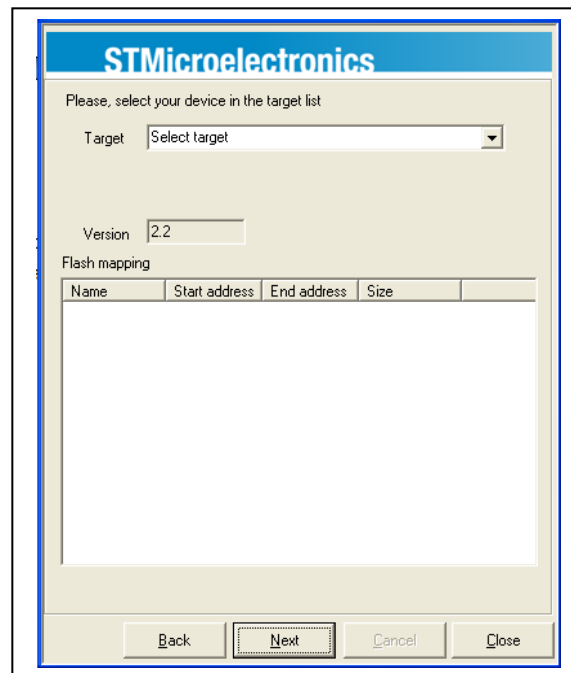 STMicroelectronics
Please, select your device in the target list
Target Select target
Version 2.2
Flash mapping
Name Start address End address Size
Back Next Cancel Close